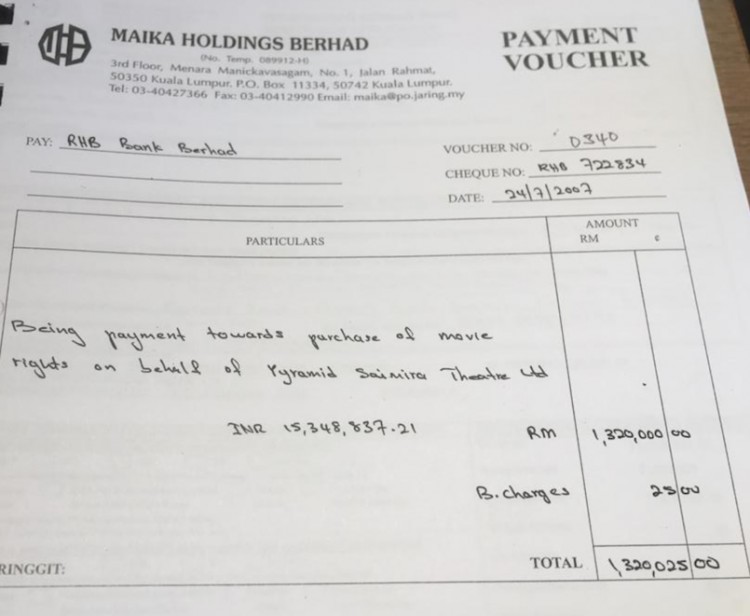 MAIKA HOLDINGS BERHAD
(No. Temp. 089912-H)
3rd Floor, Menara Manickavasagam, No. 1, Jalan Rahmat,
50350 Kuala Lumpur. P.O. Box 11334, 50742 Kuala Lumpur.
Tel: 03-40427366 Fax: 03-40412990 Email: maika@po.jaring.my
PAYMENT
VOUCHER
PAY: RHB Bank Berhad
VOUCHER NO: 0340
CHEQUE NO: RHB 722834
DATE: 24/7/2007
PARTICULARS
AMOUNT
RM ¢
Being payment towards purchase of movie
rights on behalf of Pyramid Saimira Theatre Ltd
INR 15,348,837.21 RM 1,320,000 00
B. charges 25 00
RINGGIT: TOTAL 1,320,025 00